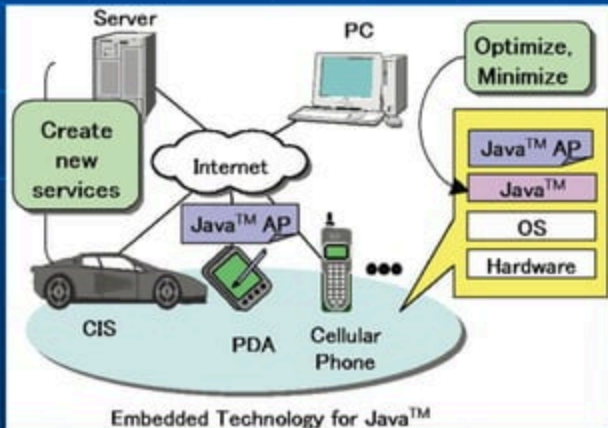 Server
PC
Optimize,
Minimize
Create
new
services
Internet
Java™ AP
Java™ AP
Java™
OS
Hardware
CIS
PDA
Cellular
Phone
Embedded Technology for Java™